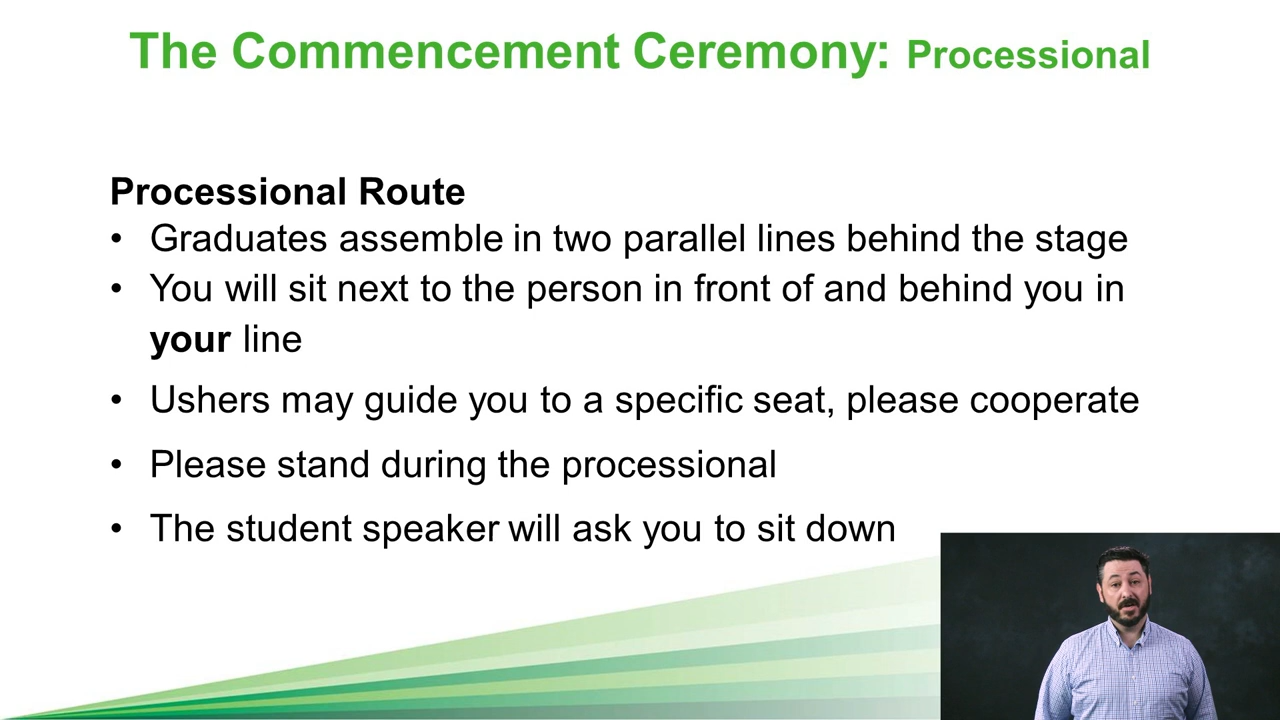 The Commencement Ceremony: Processional
Processional Route
• Graduates assemble in two parallel lines behind the stage
• You will sit next to the person in front of and behind you in
your line
• Ushers may guide you to a specific seat, please cooperate
• Please stand during the processional
• The student speaker will ask you to sit down